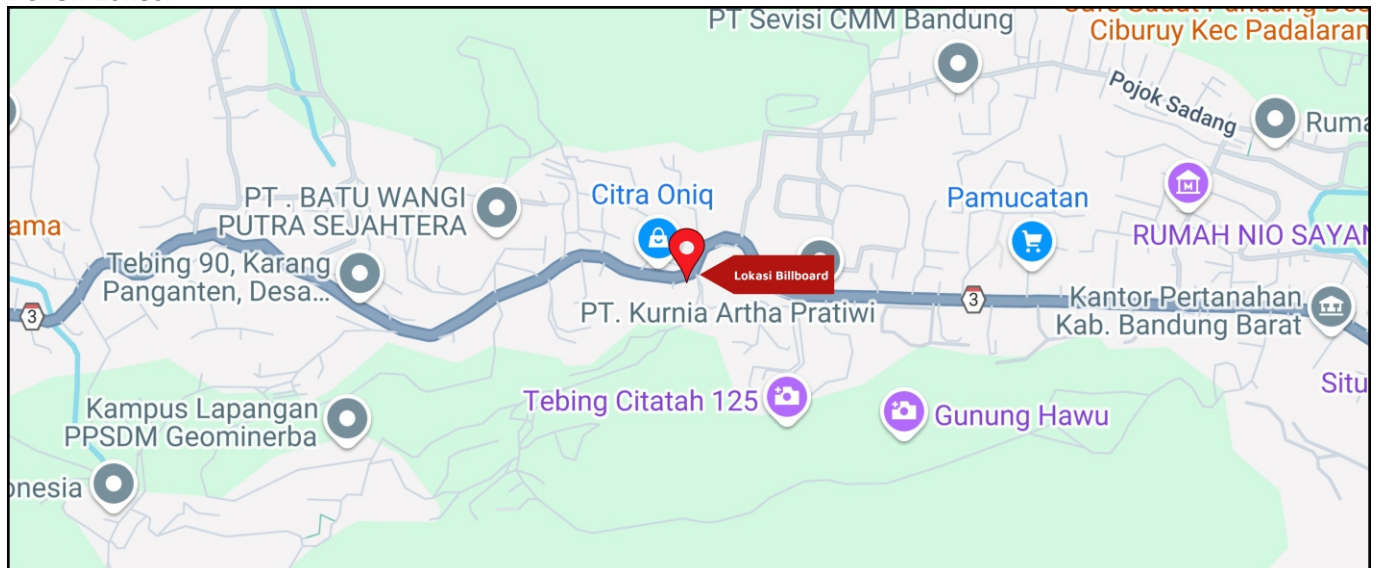 PT Sevisi CMM Bandung
Ciburuy Kec Padalaran
Pojok Sadang
Ruma
PT . BATU WANGI
PUTRA SEJAHTERA
Citra Oniq
Pamucatan
ama
RUMAH NIO SAYAN
Tebing 90, Karang
Panganten, Desa...
Lokasi Billboard
3
3
PT. Kurnia Artha Pratiwi
Kantor Pertanahan
Kab. Bandung Barat
Tebing Citatah 125
Gunung Hawu
Situ
Kampus Lapangan
PPSDM Geominerba
onesia